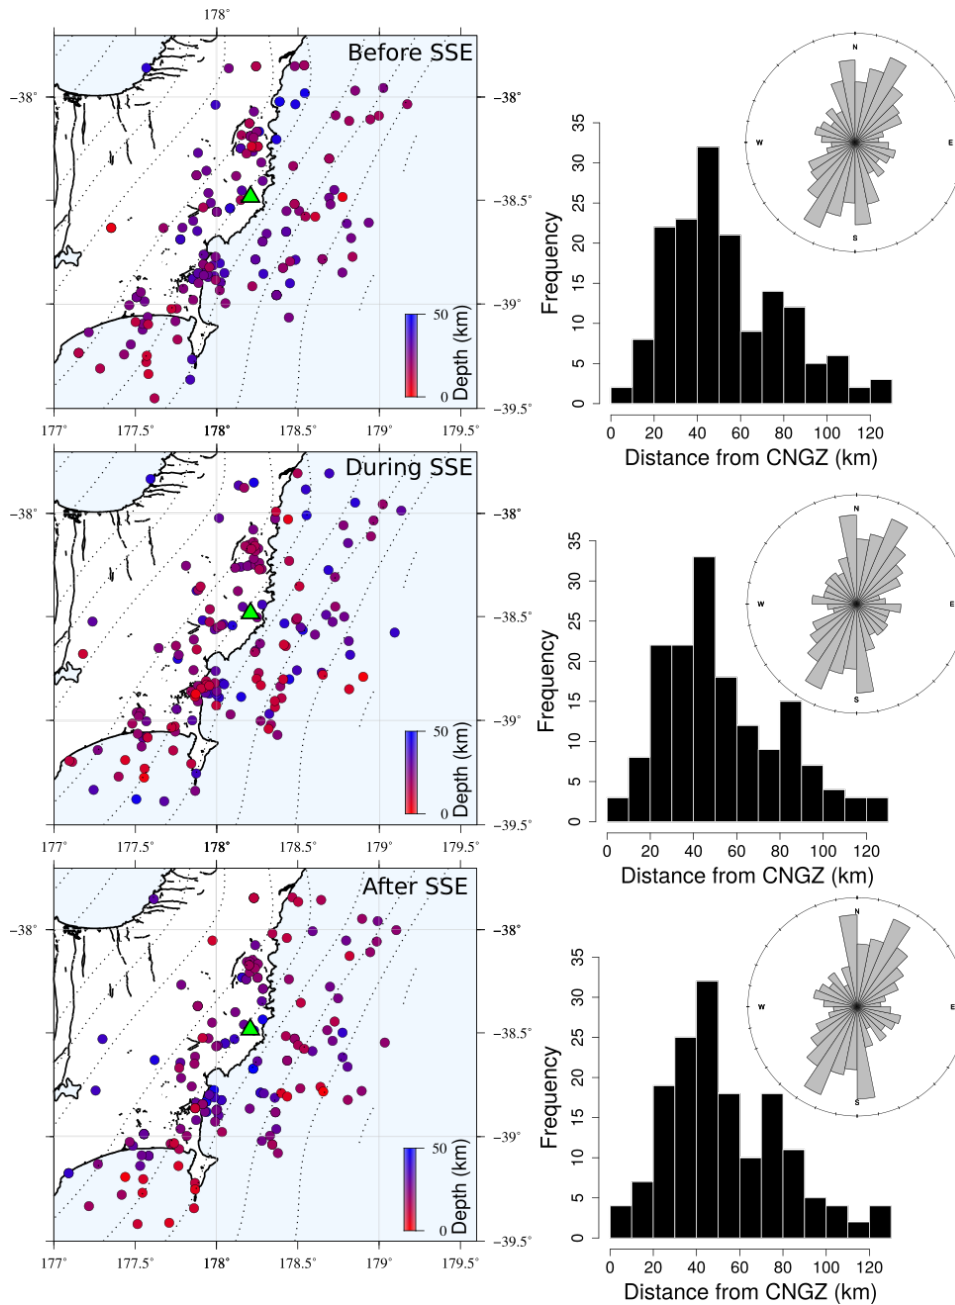 178°
Before SSE
−38°
−38°
−38.5°
−39°
−39.5°
50
0
Depth (km)
177° 177.5° 178° 178.5° 179° 179.5°
N
W E
S
Frequency
0 5 10 15 20 25 30 35
0 20 40 60 80 100 120
Distance from CNGZ (km)
During SSE
−38°
−38°
−38.5°
−39°
−39.5°
50
0
Depth (km)
177° 177.5° 178° 178.5° 179° 179.5°
N
W E
S
Frequency
0 5 10 15 20 25 30 35
0 20 40 60 80 100 120
Distance from CNGZ (km)
After SSE
−38°
−38°
−38.5°
−39°
−39.5°
50
0
Depth (km)
177° 177.5° 178° 178.5° 179° 179.5°
N
W E
S
Frequency
0 5 10 15 20 25 30 35
0 20 40 60 80 100 120
Distance from CNGZ (km)